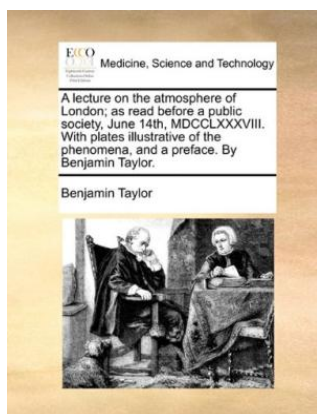 ECCO
Medicine, Science and Technology
A lecture on the atmosphere of
London; as read before a public
society, June 14th, MDCCLXXXVIII.
With plates illustrative of the
phenomena, and a preface. By
Benjamin Taylor.
Benjamin Taylor